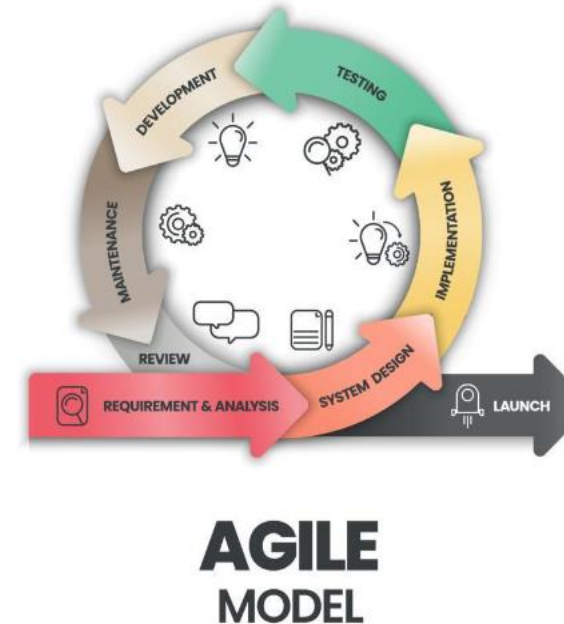 REQUIREMENT & ANALYSIS
SYSTEM DESIGN
IMPLEMENTATION
TESTING
DEVELOPMENT
MAINTENANCE
REVIEW
LAUNCH
AGILE
MODEL